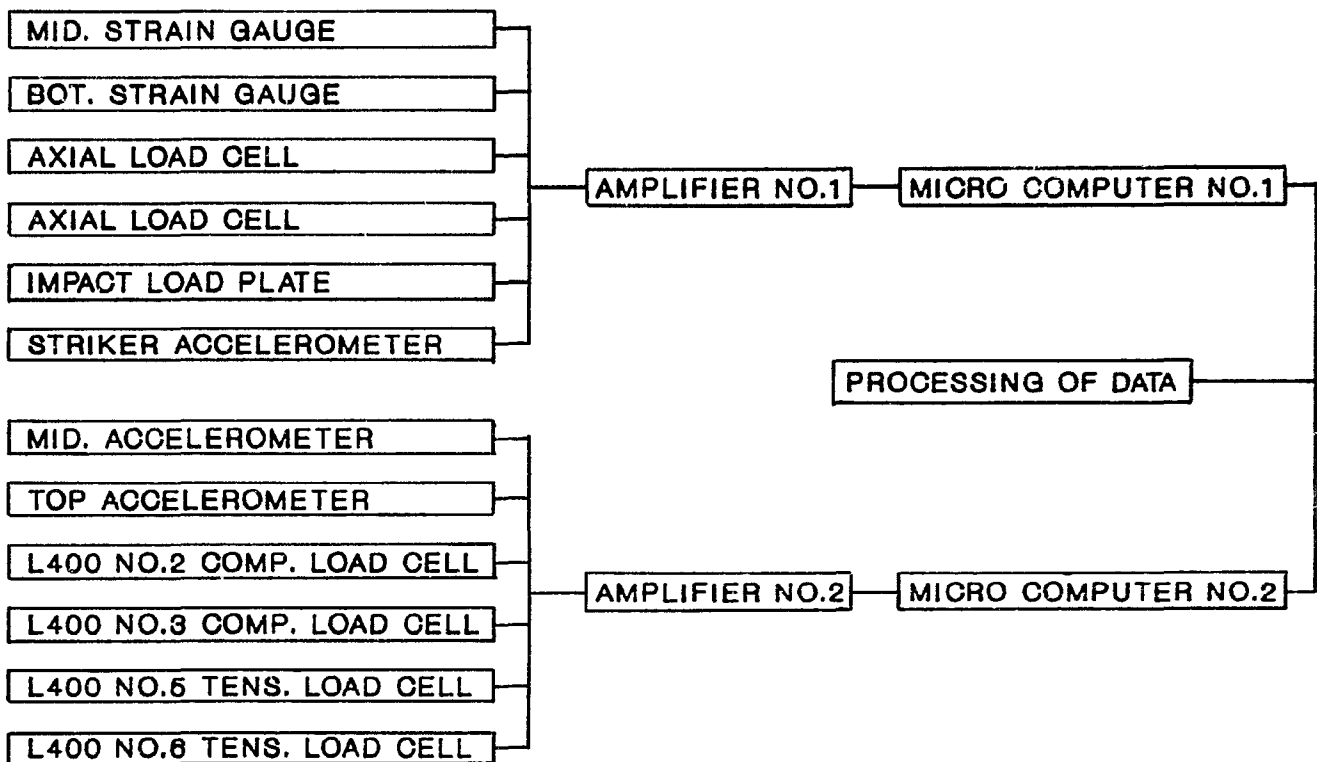 MID. STRAIN GAUGE
BOT. STRAIN GAUGE
AXIAL LOAD CELL
AXIAL LOAD CELL
IMPACT LOAD PLATE
STRIKER ACCELEROMETER
AMPLIFIER NO.1
MICRO COMPUTER NO.1
PROCESSING OF DATA
MID. ACCELEROMETER
TOP ACCELEROMETER
L400 NO.2 COMP. LOAD CELL
L400 NO.3 COMP. LOAD CELL
L400 NO.5 TENS. LOAD CELL
L400 NO.6 TENS. LOAD CELL
AMPLIFIER NO.2
MICRO COMPUTER NO.2